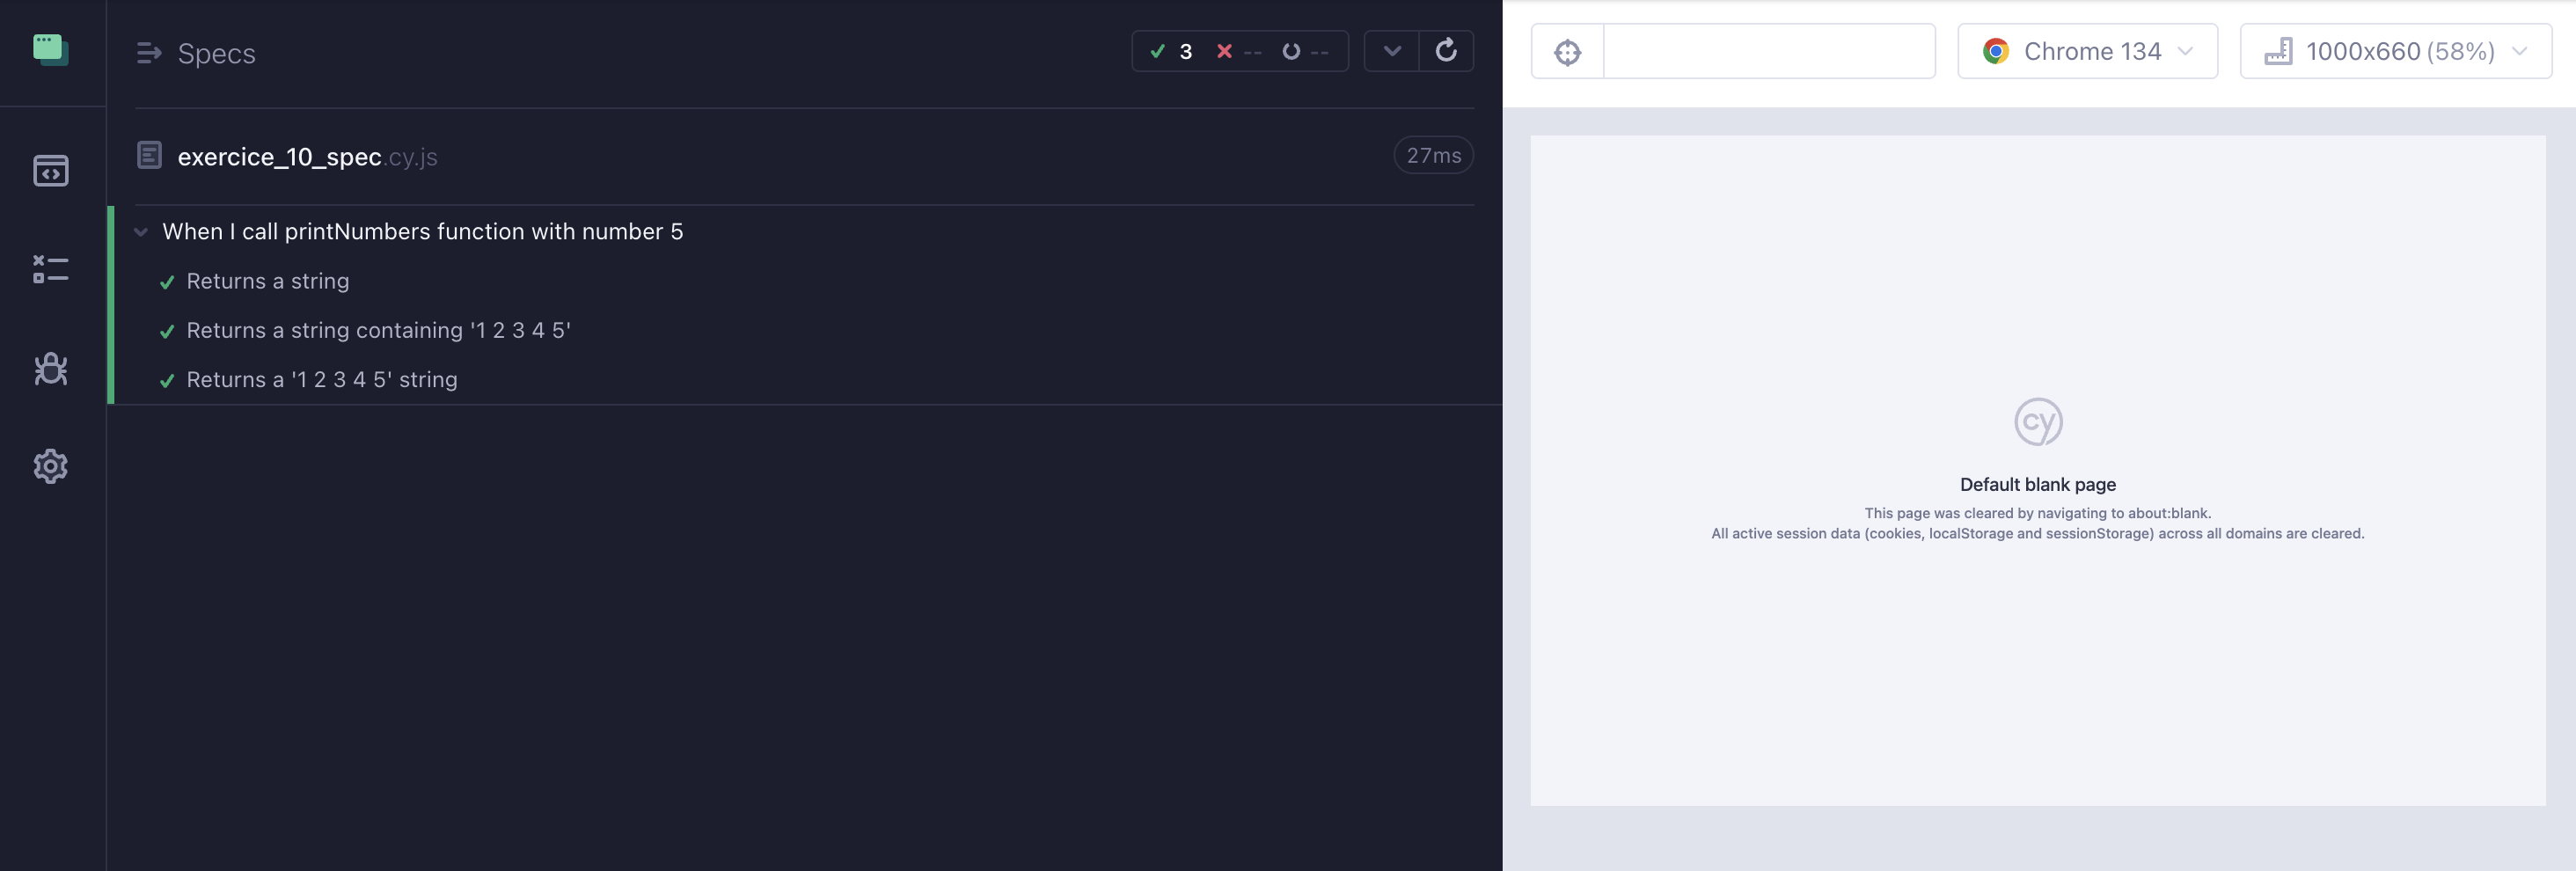 Specs
3 -- --
exercice_10_spec.cy.js
27ms
When I call printNumbers function with number 5
Returns a string
Returns a string containing '1 2 3 4 5'
Returns a '1 2 3 4 5' string
Chrome 134
1000x660 (58%)
cy
Default blank page
This page was cleared by navigating to about:blank.
All active session data (cookies, localStorage and sessionStorage) across all domains are cleared.